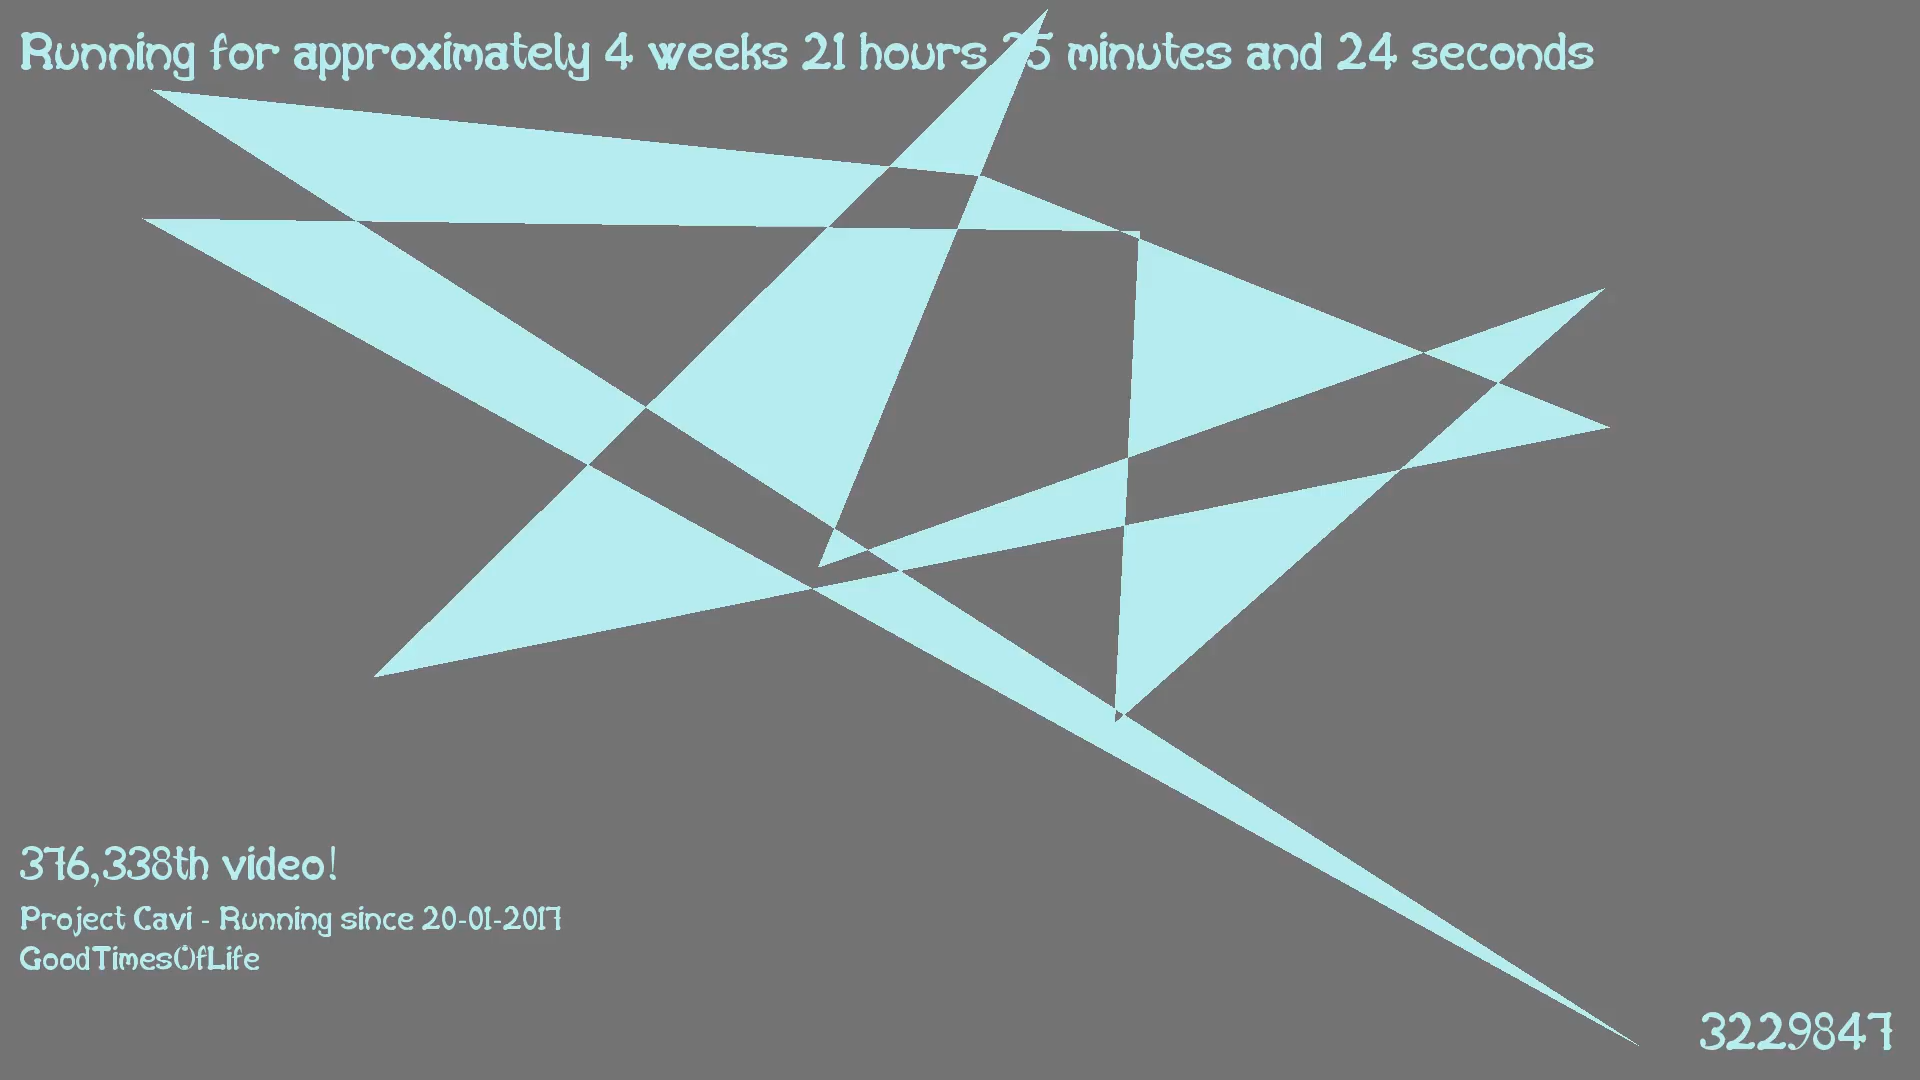 Running for approximately 4 weeks 21 hours 35 minutes and 24 seconds
376,338th video!
Project Cavi - Running since 20-01-2017
GoodTimesOfLife
3229847